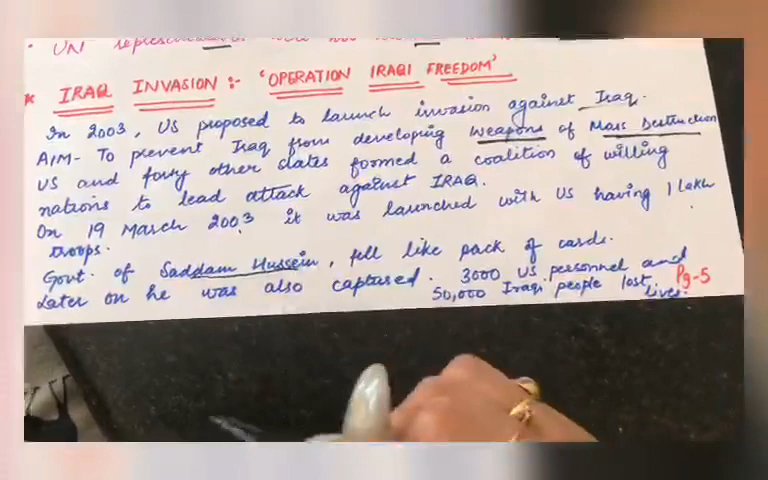 • UN
* IRAQ INVASION :- 'OPERATION IRAQI FREEDOM'
In 2003, US proposed to launch invasion against Iraq.
AIM- To prevent Iraq from developing weapons of Mass Destruction
US and forty other states formed a coalition of willing
nations to lead attack against IRAQ.
On 19 March 2003 it was launched with US having 1 lakh
troops.
Govt. of Saddam Hussein, fell like pack of cards.
Later on he was also captured. 3000 US personnel and
50,000 Iraqi people lost lives.
Pg-5